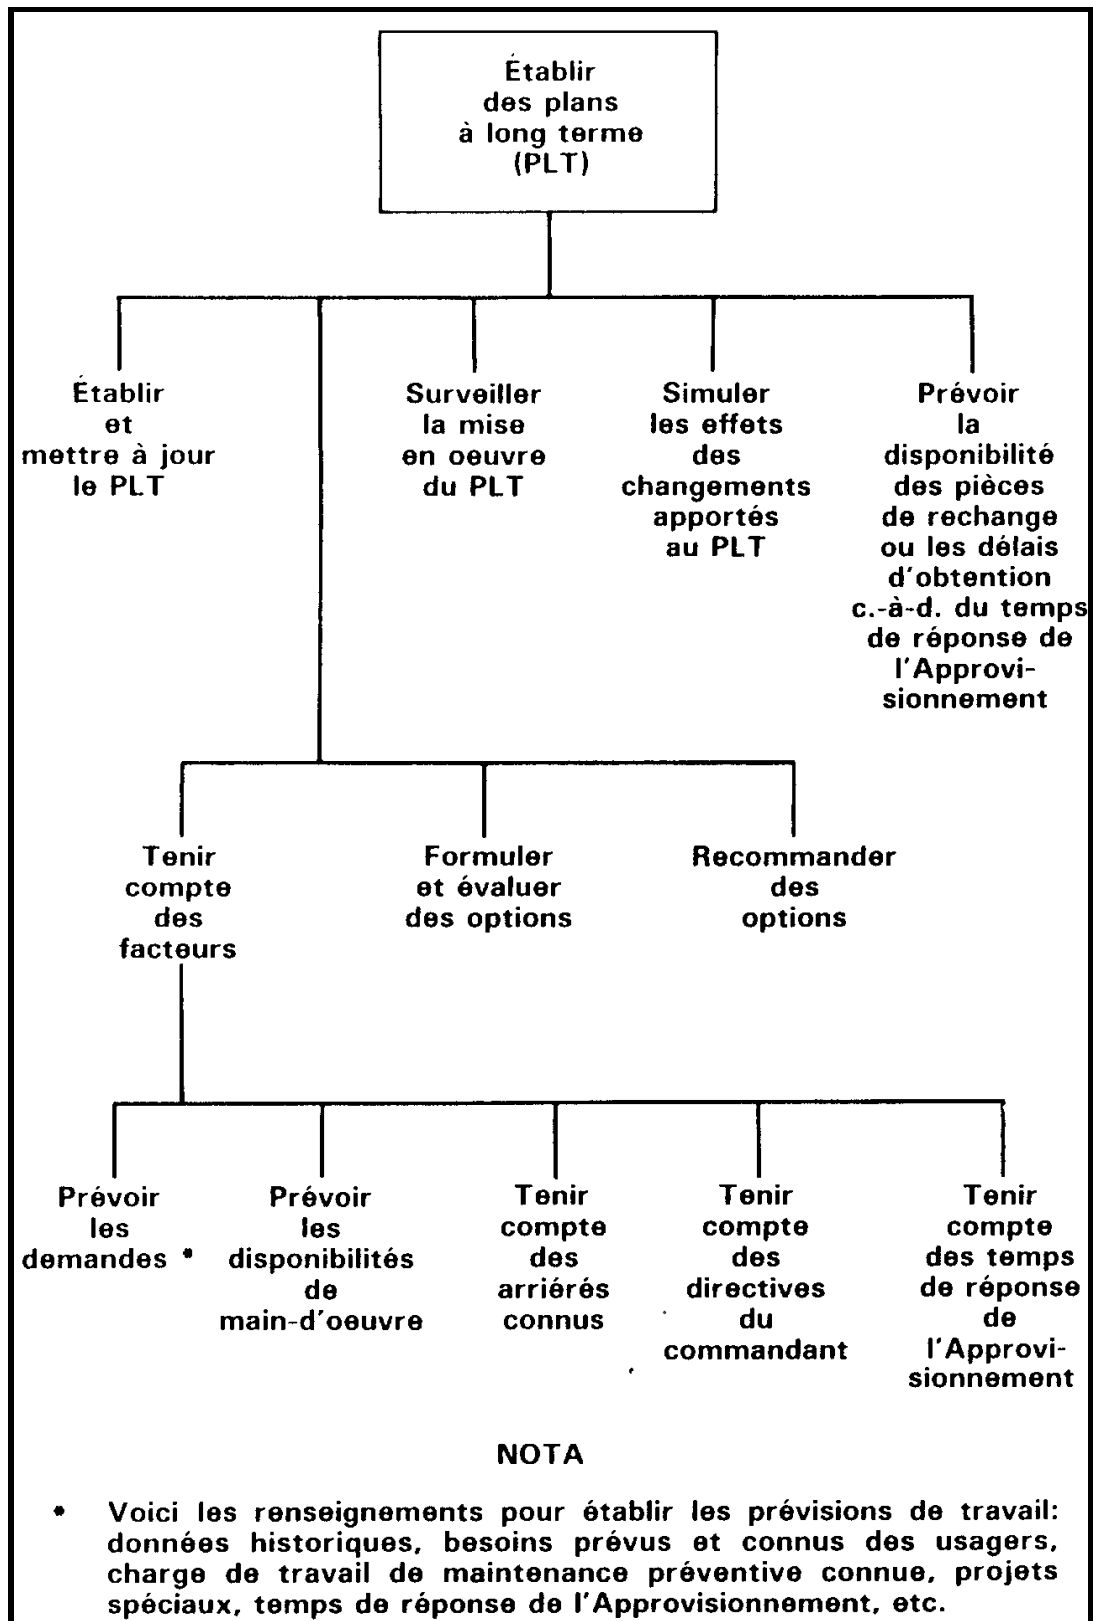 Établir
des plans
à long terme
(PLT)
Établir
et
mettre à jour
le PLT
Surveiller
la mise
en oeuvre
du PLT
Simuler
les effets
des
changements
apportés
au PLT
Prévoir
la
disponibilité
des pièces
de rechange
ou les délais
d'obtention
c.-à-d. du temps
de réponse de
l'Approvi-
sionnement
Tenir
compte
des
facteurs
Formuler
et évaluer
des options
Recommander
des
options
Prévoir
les
demandes *
Prévoir
les
disponibilités
de
main-d'oeuvre
Tenir
compte
des
arriérés
connus
Tenir
compte
des
directives
du
commandant
Tenir
compte
des temps
de réponse
de
l'Approvi-
sionnement
NOTA
* Voici les renseignements pour établir les prévisions de travail:
données historiques, besoins prévus et connus des usagers,
charge de travail de maintenance préventive connue, projets
spéciaux, temps de réponse de l'Approvisionnement, etc.